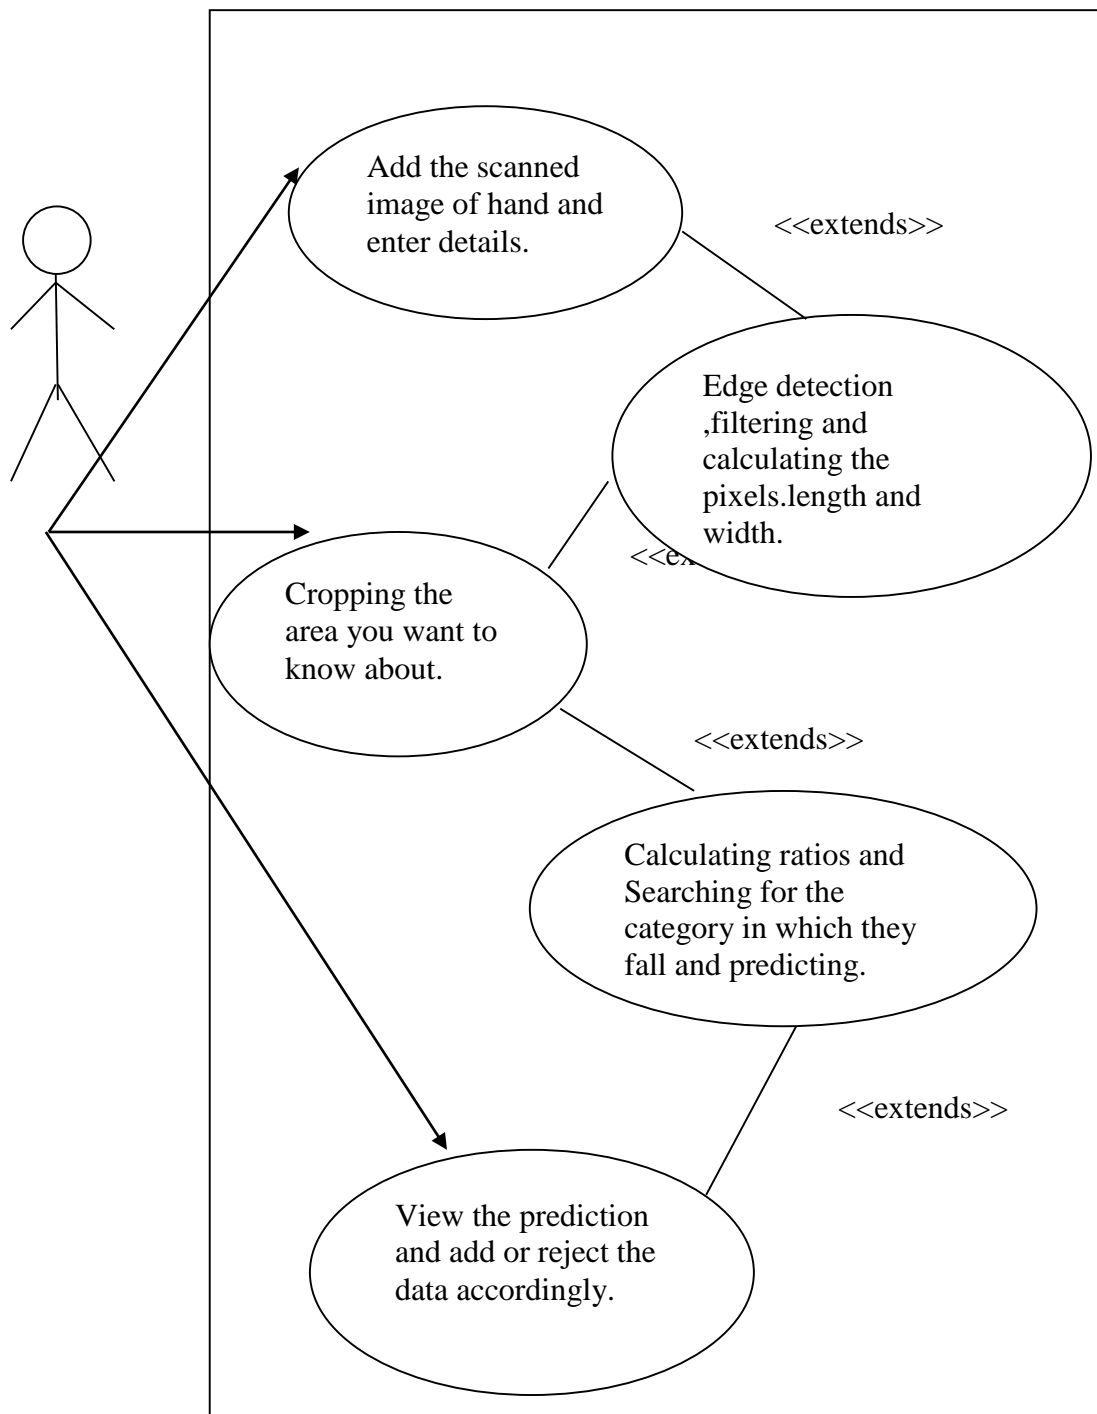 Add the scanned
image of hand and
enter details.
<<extends>>
Edge detection
,filtering and
calculating the
pixels.length and
width.
<<ex
Cropping the
area you want to
know about.
<<extends>>
Calculating ratios and
Searching for the
category in which they
fall and predicting.
<<extends>>
View the prediction
and add or reject the
data accordingly.